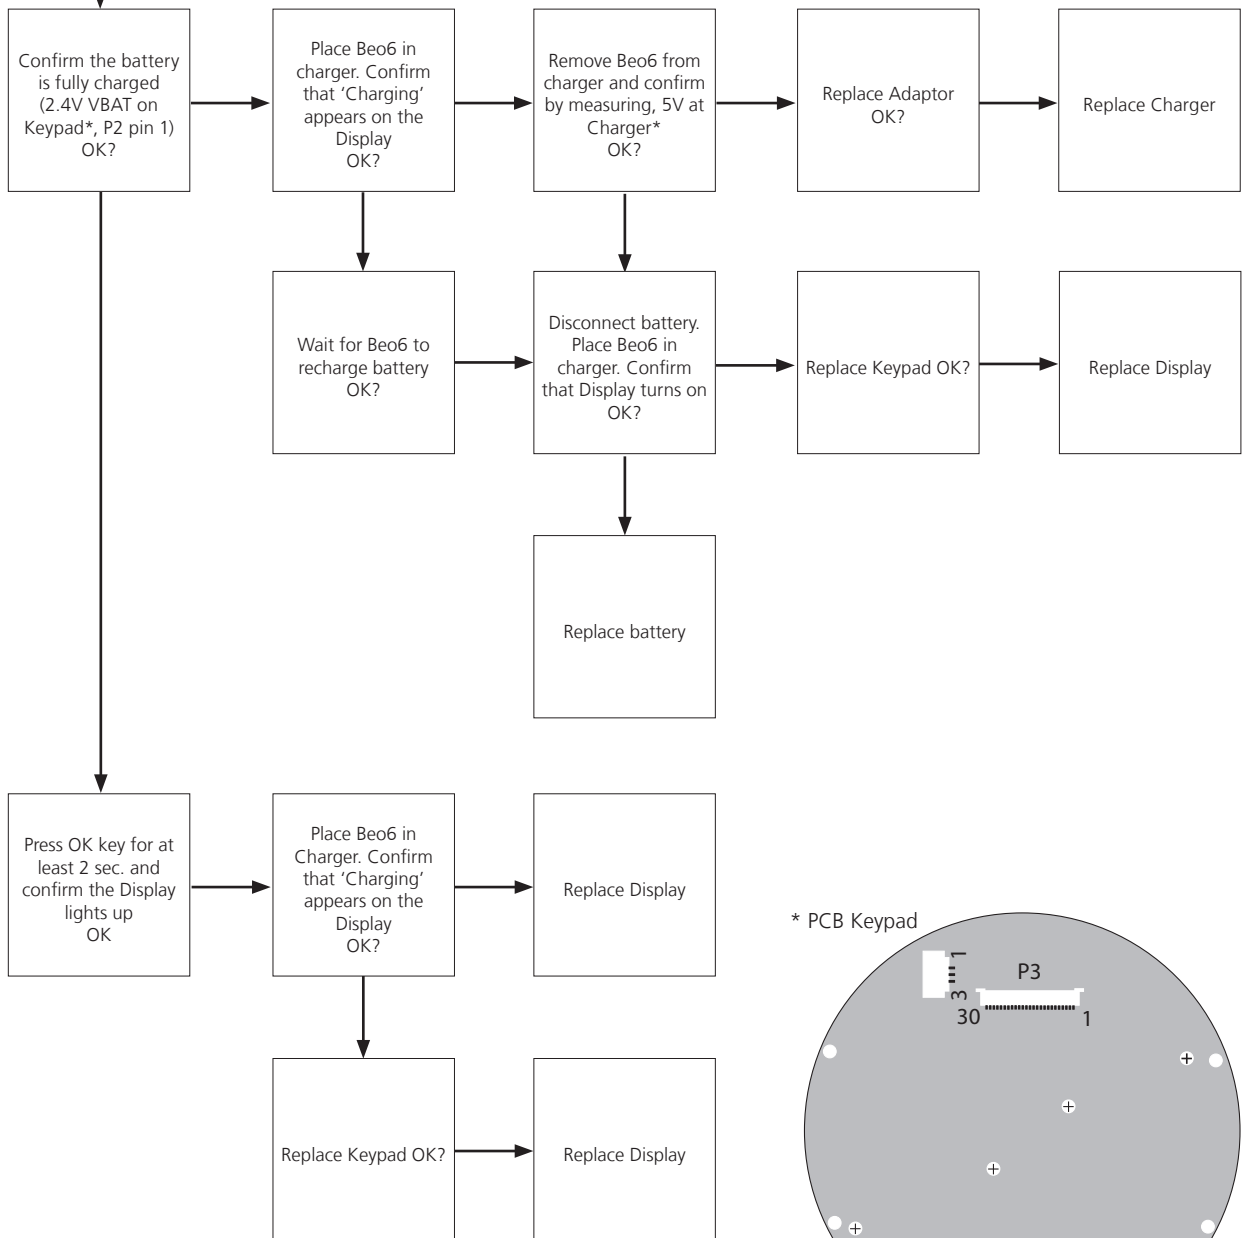 Confirm the battery
is fully charged
(2.4V VBAT on
Keypad*, P2 pin 1)
OK?
Place Beo6 in
charger. Confirm
that ‘Charging’
appears on the
Display
OK?
Remove Beo6 from
charger and confirm
by measuring, 5V at
Charger*
OK?
Replace Adaptor
OK?
Replace Charger
Wait for Beo6 to
recharge battery
OK?
Disconnect battery.
Place Beo6 in
charger. Confirm
that Display turns on
OK?
Replace Keypad OK?
Replace Display
Replace battery
Press OK key for at
least 2 sec. and
confirm the Display
lights up
OK
Place Beo6 in
Charger. Confirm
that ‘Charging’
appears on the
Display
OK?
Replace Display
Replace Keypad OK?
Replace Display
* PCB Keypad
1
3
P3
30
1